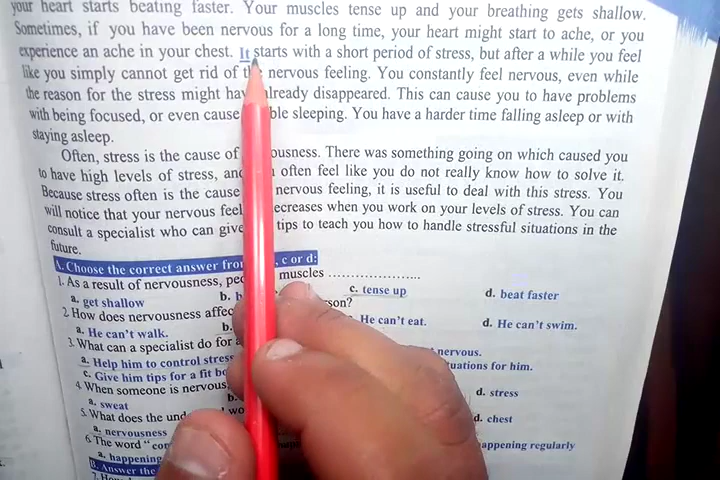 your heart starts beating faster. Your muscles tense up and your breathing gets shallow.
Sometimes, if you have been nervous for a long time, your heart might start to ache, or you
experience an ache in your chest. It starts with a short period of stress, but after a while you feel
like you simply cannot get rid of the nervous feeling. You constantly feel nervous, even while
the reason for the stress might hav already disappeared. This can cause you to have problems
with being focused, or even cause ble sleeping. You have a harder time falling asleep or with
staying asleep.
Often, stress is the cause of ousness. There was something going on which caused you
to have high levels of stress, and often feel like you do not really know how to solve it.
Because stress often is the cause nervous feeling, it is useful to deal with this stress. You
will notice that your nervous feel ecreases when you work on your levels of stress. You can
consult a specialist who can give tips to teach you how to handle stressful situations in the
future.
A. Choose the correct answer from , c or d:
1. As a result of nervousness, peo muscles ....................
a. get shallow b. h c. tense up d. beat faster
2. How does nervousness affec son?
a. He can't walk. b. He can't eat. d. He can't swim.
3. What can a specialist do for a
a. Help him to control stress nervous.
c. Give him tips for a fit bo uations for him.
4. When someone is nervous
a. sweat b. d. stress
5. What does the und wo
a. nervousness d. chest
6. The word " con
a. happening happening regularly
B. Answer the